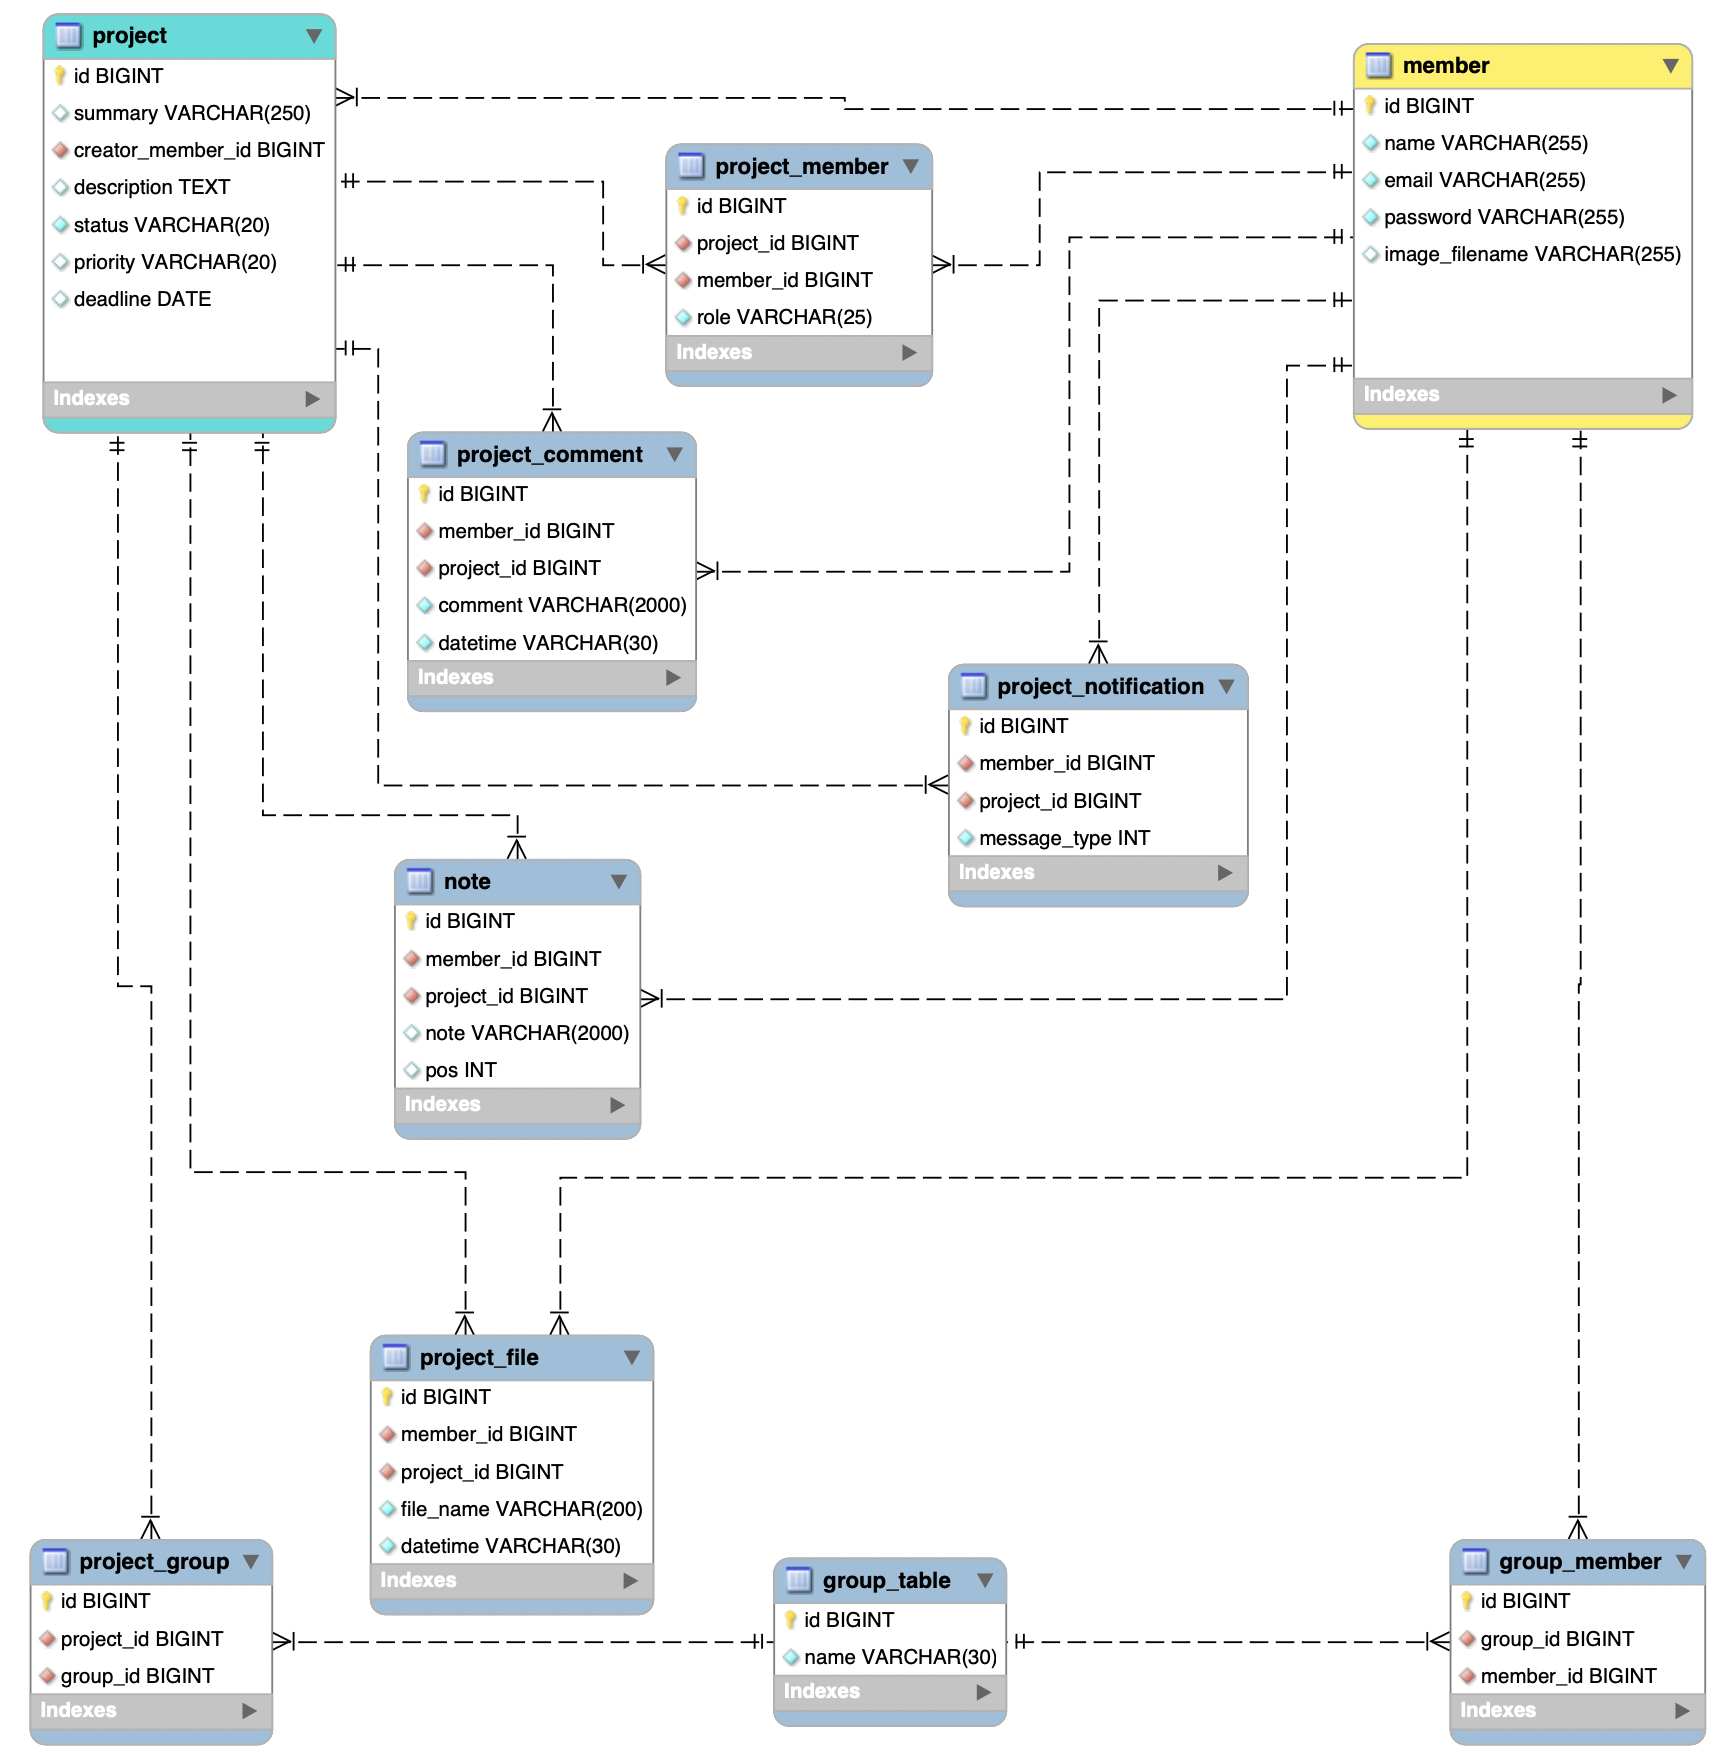 project
id BIGINT
summary VARCHAR(250)
creator_member_id BIGINT
description TEXT
status VARCHAR(20)
priority VARCHAR(20)
deadline DATE
Indexes
member
id BIGINT
name VARCHAR(255)
email VARCHAR(255)
password VARCHAR(255)
image_filename VARCHAR(255)
Indexes
project_member
id BIGINT
project_id BIGINT
member_id BIGINT
role VARCHAR(25)
Indexes
project_comment
id BIGINT
member_id BIGINT
project_id BIGINT
comment VARCHAR(2000)
datetime VARCHAR(30)
Indexes
project_notification
id BIGINT
member_id BIGINT
project_id BIGINT
message_type INT
Indexes
note
id BIGINT
member_id BIGINT
project_id BIGINT
note VARCHAR(2000)
pos INT
Indexes
project_file
id BIGINT
member_id BIGINT
project_id BIGINT
file_name VARCHAR(200)
datetime VARCHAR(30)
Indexes
project_group
id BIGINT
project_id BIGINT
group_id BIGINT
Indexes
group_table
id BIGINT
name VARCHAR(30)
Indexes
group_member
id BIGINT
group_id BIGINT
member_id BIGINT
Indexes